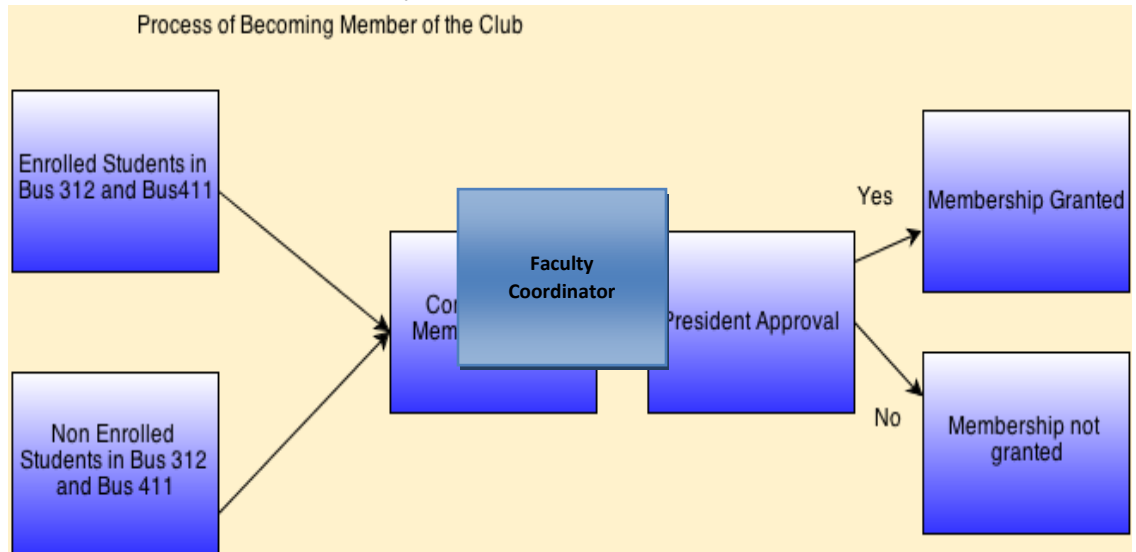 Process of Becoming Member of the Club
Enrolled Students in
Bus 312 and Bus411
Non Enrolled
Students in Bus 312
and Bus 411
Faculty
Coordinator
President Approval
Yes
No
Membership Granted
Membership not
granted